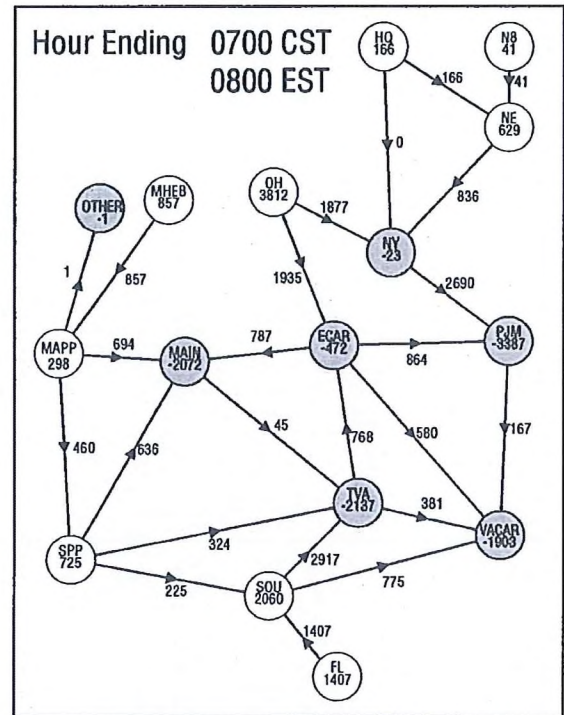 Hour Ending 0700 CST
0800 EST
HQ
166
N8
41
166
41
NE
629
0
836
OTHER
-1
MHEB
857
OH
3812
1877
NY
-23
1
857
1935
2690
MAPP
298
694
MAIN
-2072
787
ECAR
-472
864
PJM
-3387
460
636
45
768
580
167
TVA
-2137
381
VACAR
-1903
SPP
725
324
2917
225
SOU
2060
775
1407
FL
1407